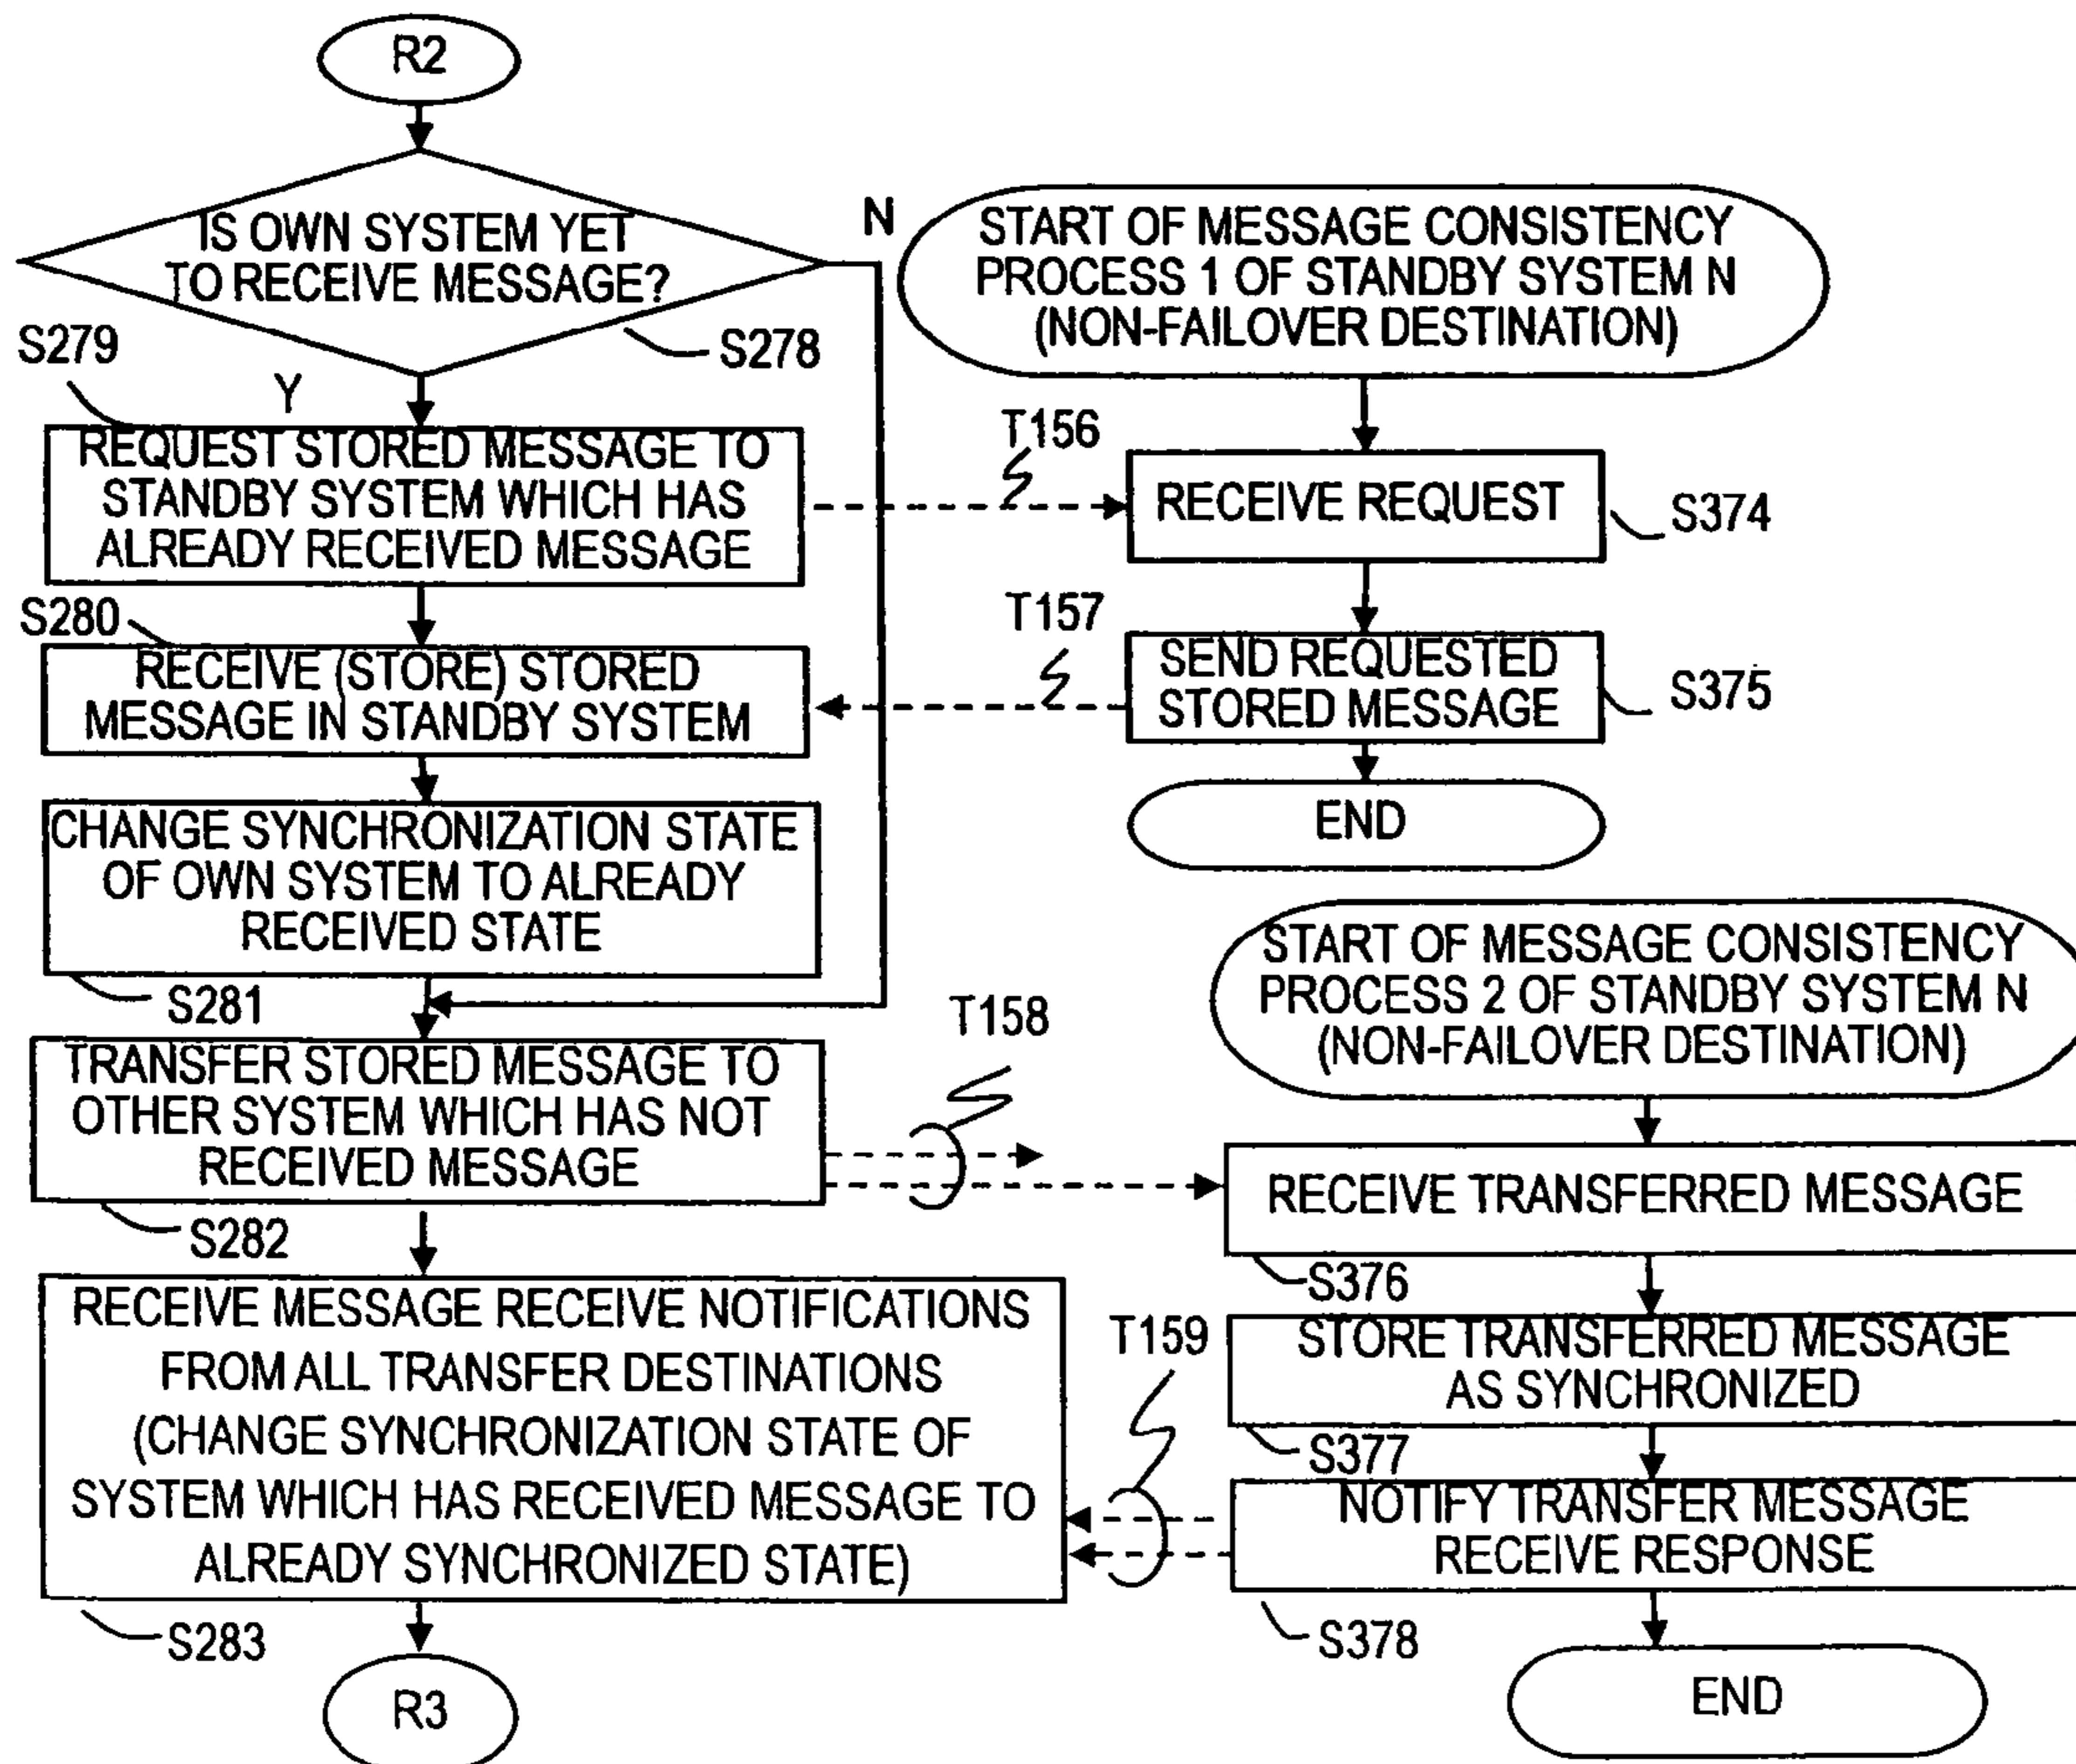 R2
IS OWN SYSTEM YET
TO RECEIVE MESSAGE?
N
S278
S279
Y
REQUEST STORED MESSAGE TO
STANDBY SYSTEM WHICH HAS
ALREADY RECEIVED MESSAGE
S280
RECEIVE (STORE) STORED
MESSAGE IN STANDBY SYSTEM
CHANGE SYNCHRONIZATION STATE
OF OWN SYSTEM TO ALREADY
RECEIVED STATE
S281
TRANSFER STORED MESSAGE TO
OTHER SYSTEM WHICH HAS NOT
RECEIVED MESSAGE
S282
RECEIVE MESSAGE RECEIVE NOTIFICATIONS
FROM ALL TRANSFER DESTINATIONS
(CHANGE SYNCHRONIZATION STATE OF
SYSTEM WHICH HAS RECEIVED MESSAGE TO
ALREADY SYNCHRONIZED STATE)
S283
R3
START OF MESSAGE CONSISTENCY
PROCESS 1 OF STANDBY SYSTEM N
(NON-FAILOVER DESTINATION)
T156
RECEIVE REQUEST
S374
T157
SEND REQUESTED
STORED MESSAGE
S375
END
START OF MESSAGE CONSISTENCY
PROCESS 2 OF STANDBY SYSTEM N
(NON-FAILOVER DESTINATION)
T158
RECEIVE TRANSFERRED MESSAGE
S376
STORE TRANSFERRED MESSAGE
AS SYNCHRONIZED
S377
T159
NOTIFY TRANSFER MESSAGE
RECEIVE RESPONSE
S378
END